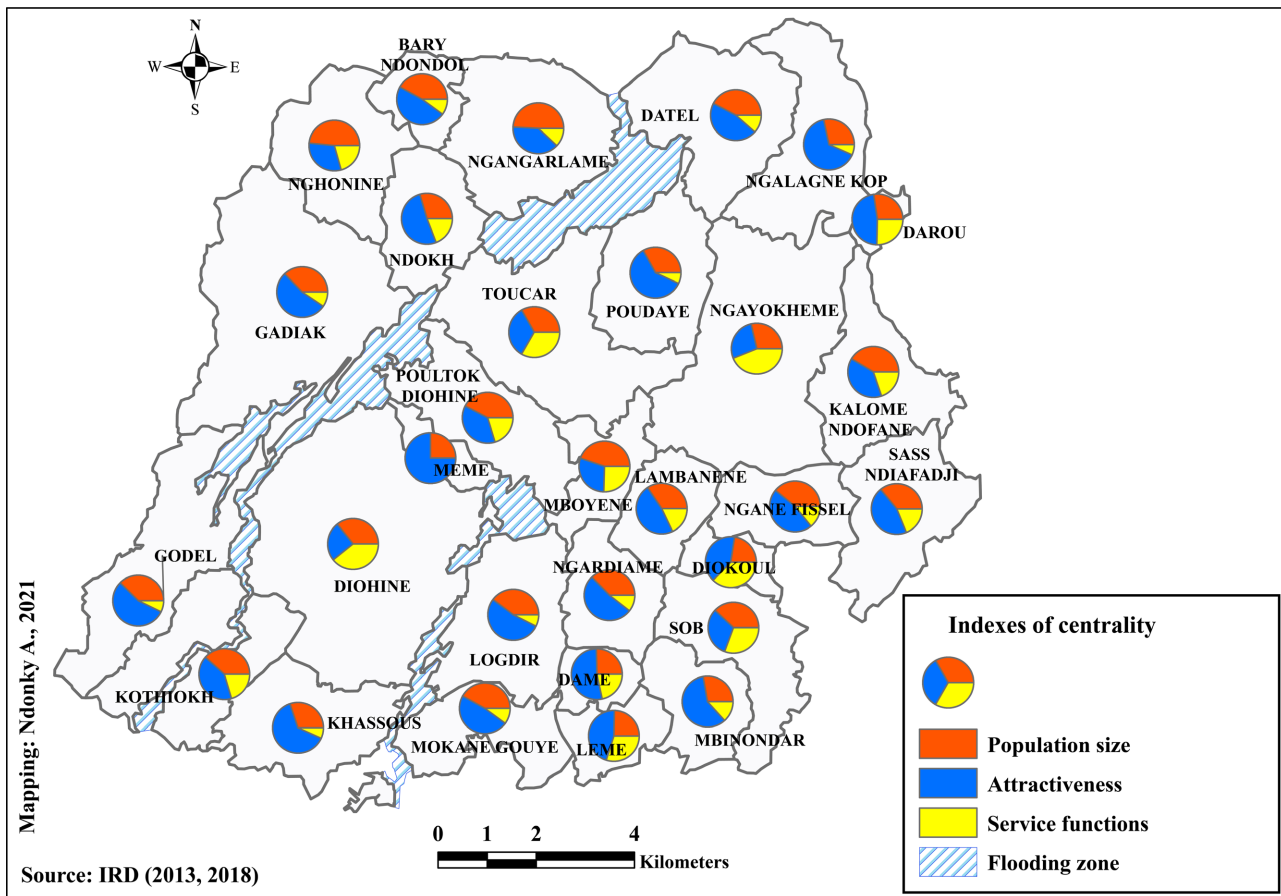 N
W E
S
BARY
NDONDOL
DATEL
NGANGARLAME
NGHONINE
NGALAGNE KOP
DAROU
NDOKH
TOUCAR
POUDAYE
NGAYOKHEME
GADIAK
POULTOK
DIOHINE
KALOME
NDOFANE
SASS
NDIAFADJI
MEME
LAMBANENE
MBOYENE
NGANE FISSEL
GODEL
DIOHINE
NGARDIAME
DIOKOUL
SOB
LOGDIR
DAME
KOTHIOKH
KHASSOUS
MOKANE GOUYE
LEME
MBINONDAR
Indexes of centrality
Population size
Attractiveness
Service functions
Flooding zone
0 1 2 4
Kilometers
Mapping: Ndonky A., 2021
Source: IRD (2013, 2018)